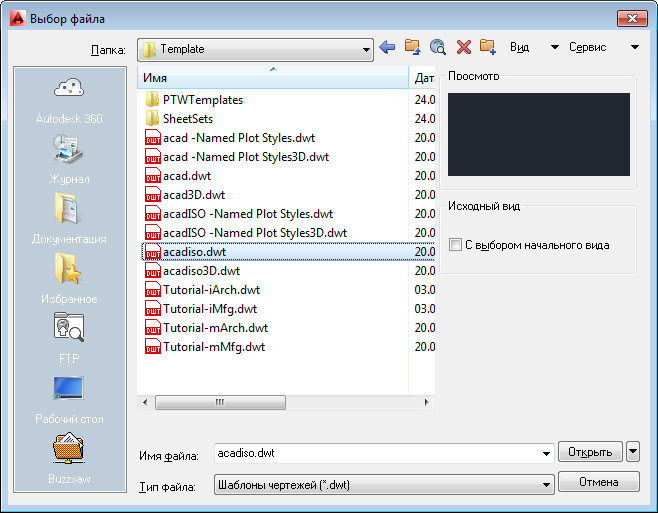 Выбор файла
Папка:
Template
Вид
Сервис
Autodesk 360
Журнал
Документация
Избранное
FTP
Рабочий стол
Buzzsaw
Имя Дата
PTWTemplates 24.0
SheetSets 24.0
acad -Named Plot Styles.dwt 20.0
acad -Named Plot Styles3D.dwt 20.0
acad.dwt 20.0
acad3D.dwt 20.0
acadISO -Named Plot Styles.dwt 20.0
acadISO -Named Plot Styles3D.dwt 20.0
acadiso.dwt 20.0
acadiso3D.dwt 20.0
Tutorial-iArch.dwt 03.0
Tutorial-iMfg.dwt 03.0
Tutorial-mArch.dwt 20.0
Tutorial-mMfg.dwt 20.0
Просмотр
Исходный вид
С выбором начального вида
Имя файла: acadiso.dwt
Открыть
Тип файла: Шаблоны чертежей (*.dwt)
Отмена